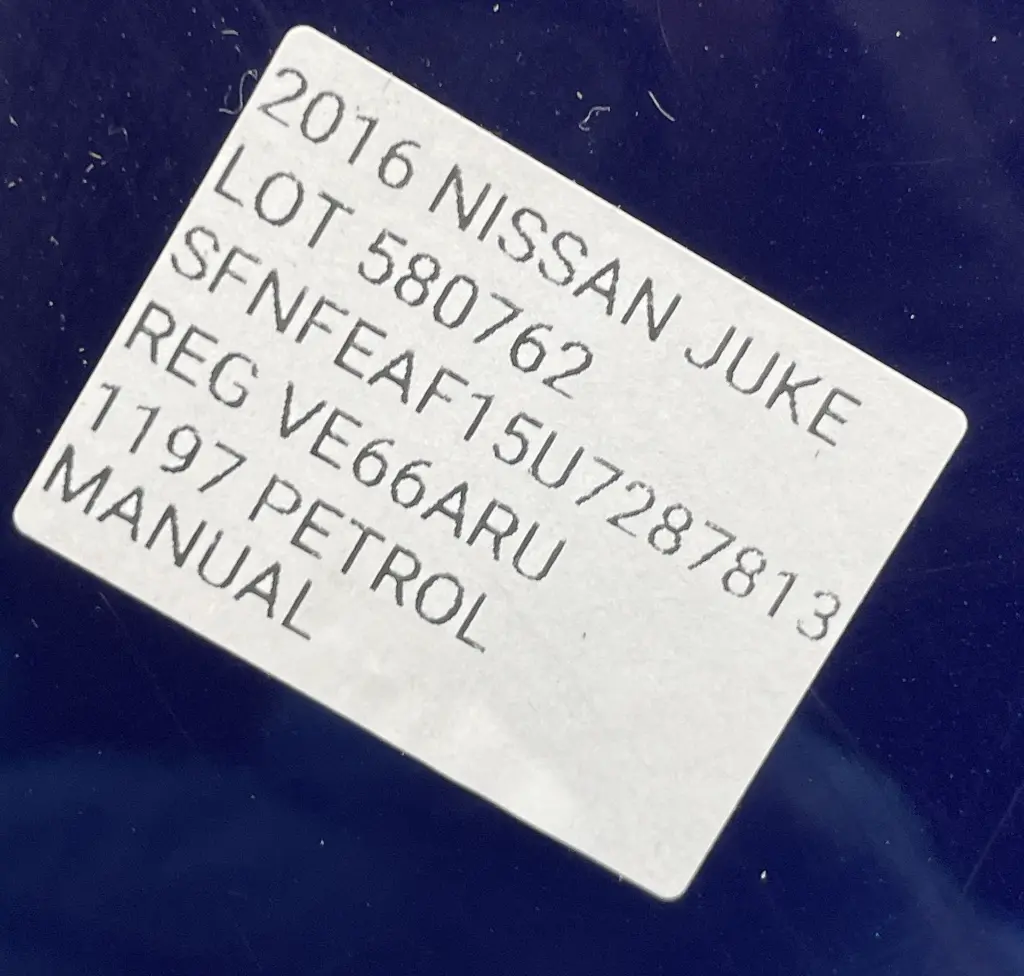 2016 NISSAN JUKE
LOT 580762
SFNFEAF15U7287813
REG VE66ARU
1197 PETROL
MANUAL